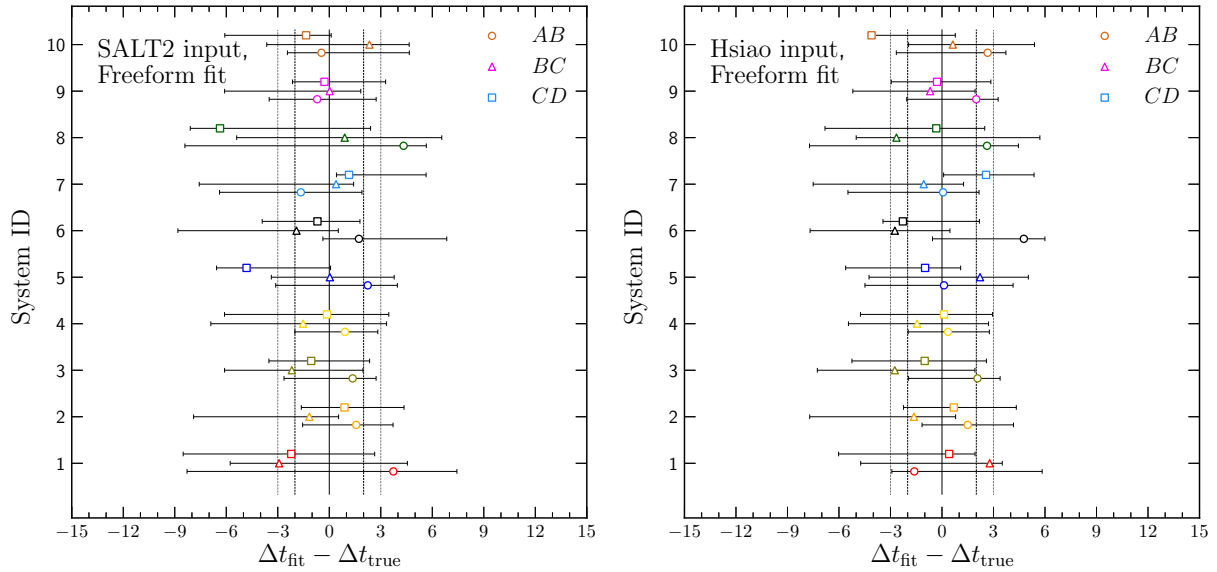 SALT2 input,
Freeform fit
AB
BC
CD
System ID
10
9
8
7
6
5
4
3
2
1
−15 −12 −9 −6 −3 0 3 6 9 12 15
Δt_fit − Δt_true
Hsiao input,
Freeform fit
AB
BC
CD
System ID
10
9
8
7
6
5
4
3
2
1
−15 −12 −9 −6 −3 0 3 6 9 12 15
Δt_fit − Δt_true